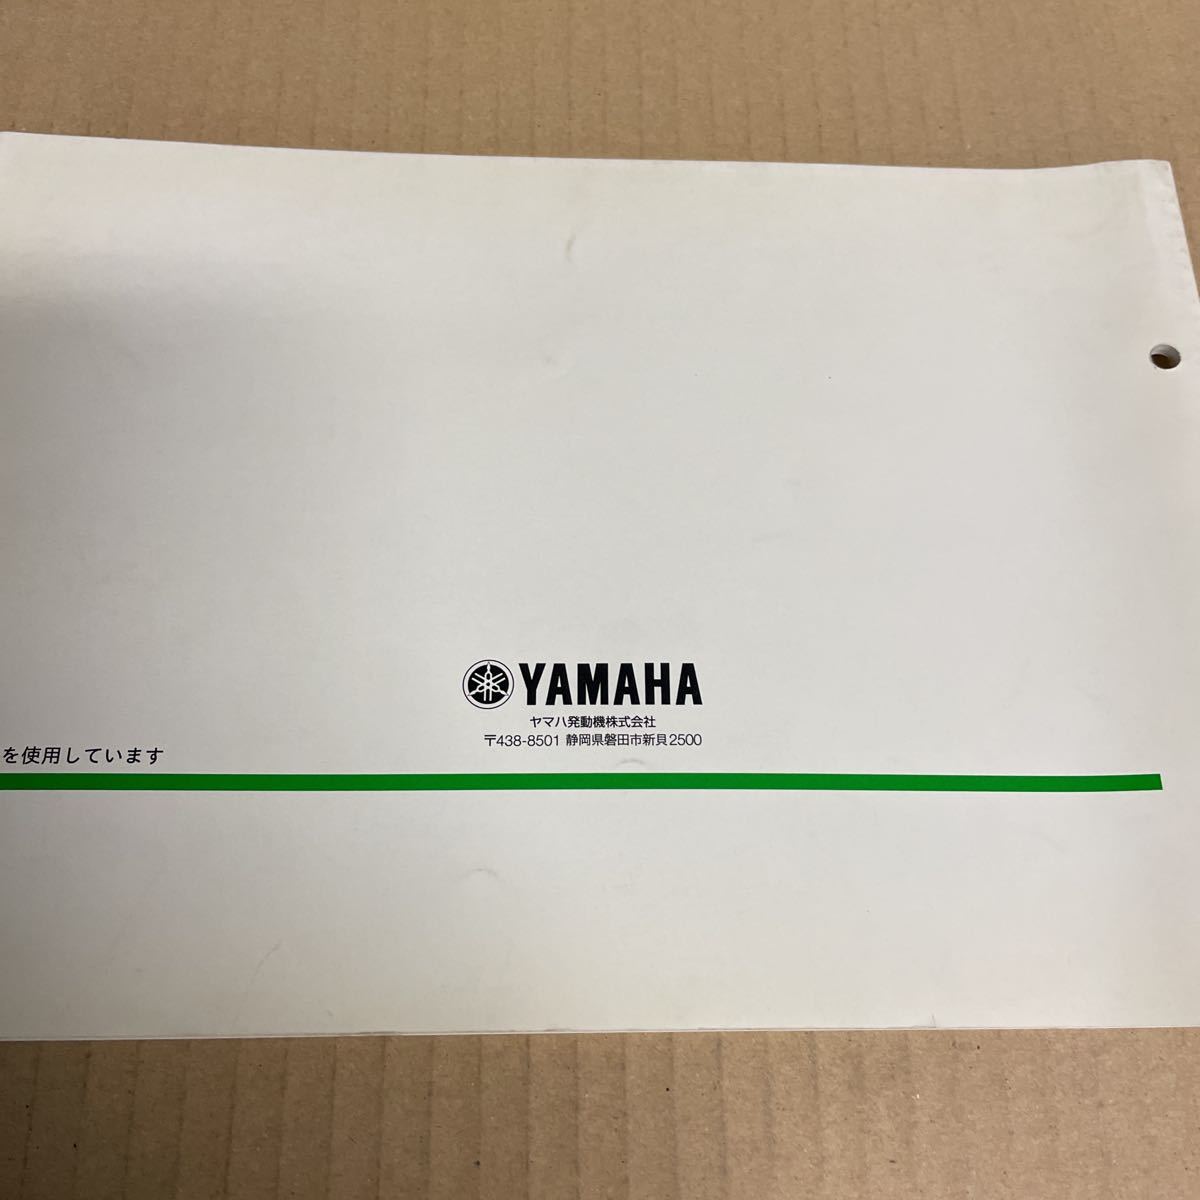 YAMAHA
ヤマハ発動機株式会社
〒438-8501 静岡県磐田市新貝2500
を使用しています